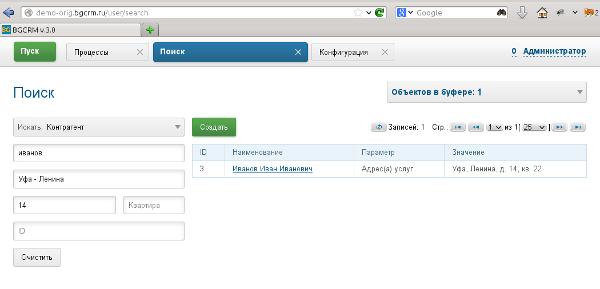 demo-orig.bgcrm.ru/user/search
Google
BGCRM v.3.0
Пуск
Процессы
Поиск
Конфигурация
0 Администратор
Поиск
Объектов в буфере: 1
Искать: Контрагент
Создать
Записей: 1 Стр.: 1 из 1[ 25 ]
иванов
ID Наименование Параметр Значение
3 Иванов Иван Иванович Адрес(а) услуг Уфа, Ленина, д. 14, кв. 22
Уфа - Ленина
14 Квартира
ID
Очистить